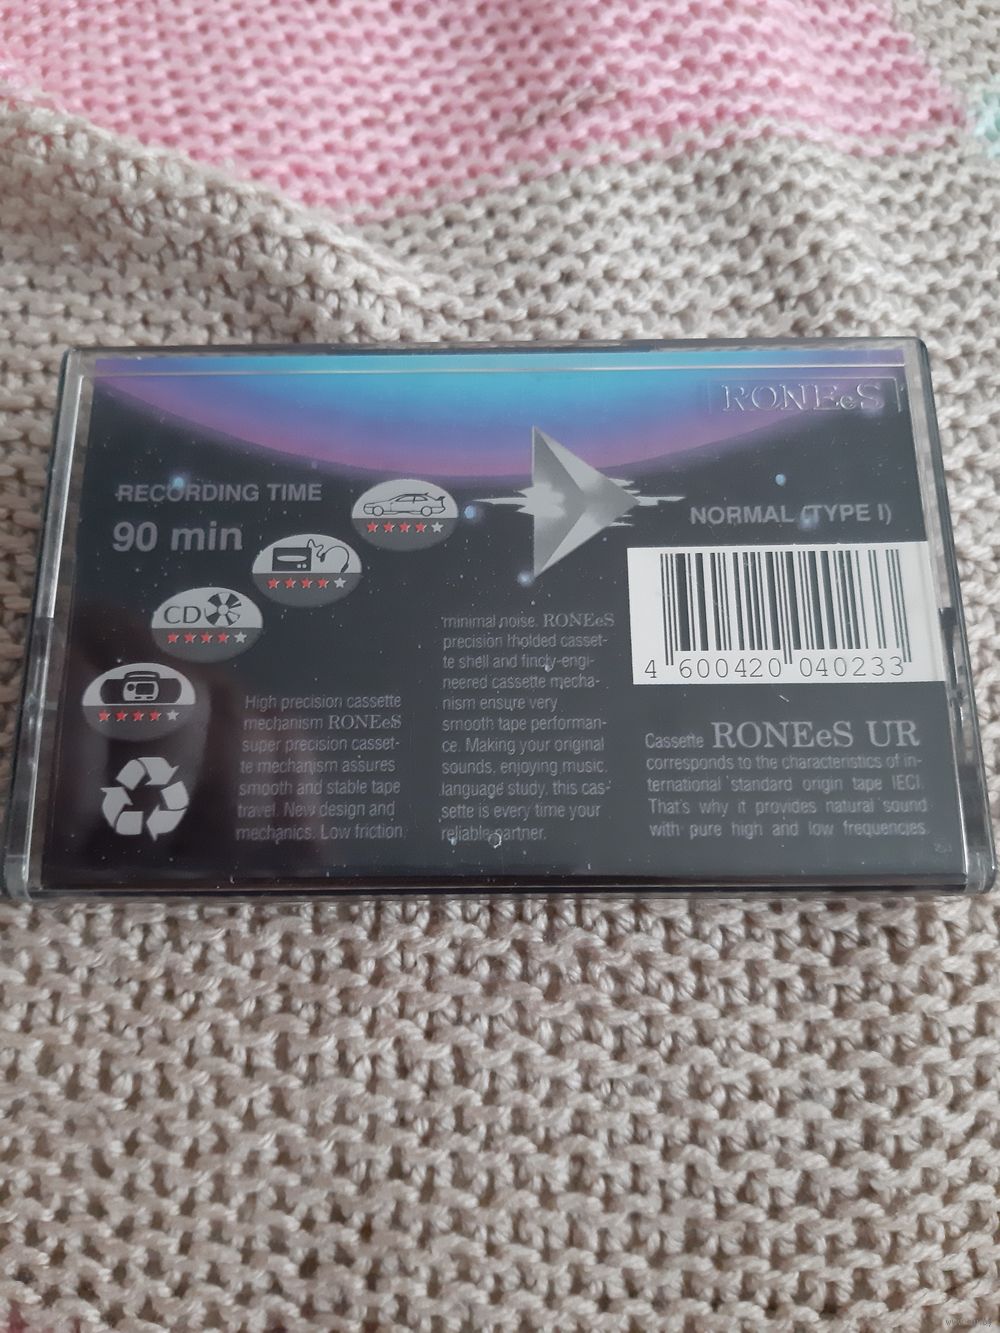 RONEeS
RECORDING TIME
90 min
NORMAL (TYPE I)
CD
4 600420 040233
High precision cassette
mechanism RONEeS
super precision casset-
te mechanism assures
smooth and stable tape
travel. New design and
mechanics. Low friction
minimal noise. RONEeS
precision molded casset-
te shell and finely-engi-
neered cassette mecha-
nism ensure very
smooth tape performan-
ce. Making your original
sounds, enjoying music,
language study, this cas-
sette is every time your
reliable partner.
Cassette RONEeS UR
corresponds to the characteristics of in-
ternational standard origin tape IECI.
That's why it provides natural sound
with pure high and low frequencies.